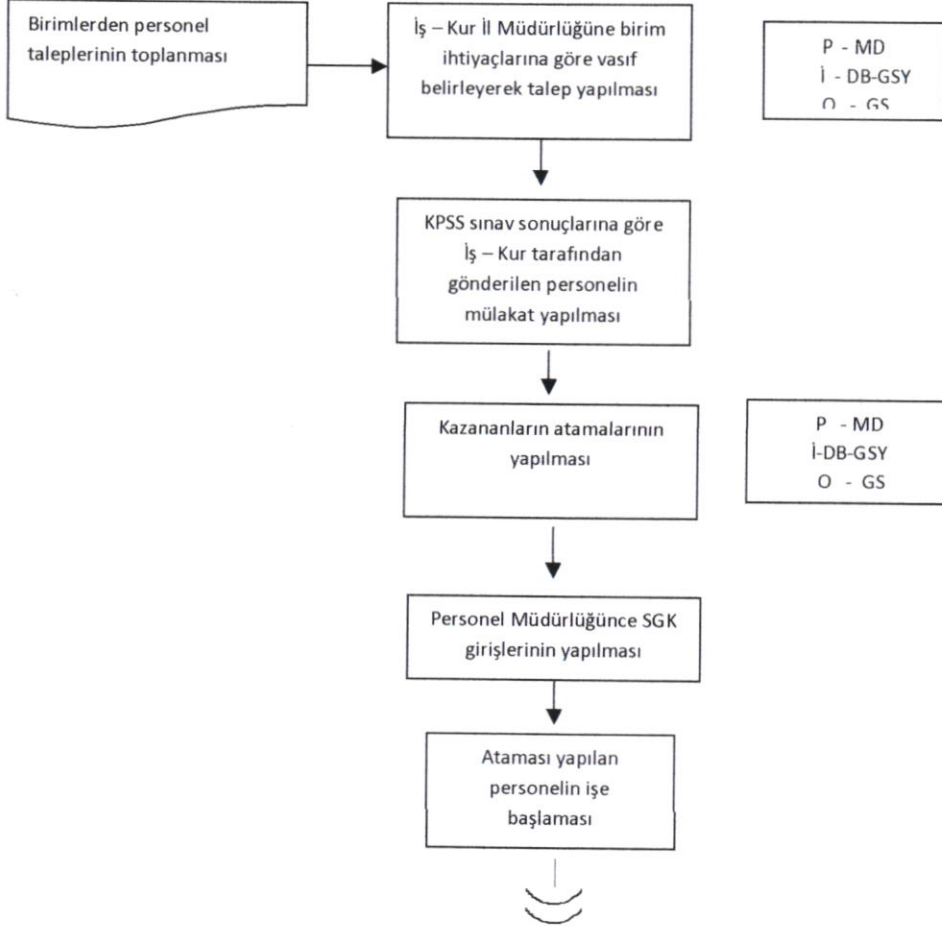 Birimlerden personel
taleplerinin toplanması
İş – Kur İl Müdürlüğüne birim
ihtiyaçlarına göre vasıf
belirleyerek talep yapılması
P - MD
İ - DB-GSY
O - GS
KPSS sınav sonuçlarına göre
İş – Kur tarafından
gönderilen personelin
mülakat yapılması
Kazananların atamalarının
yapılması
P - MD
İ-DB-GSY
O - GS
Personel Müdürlüğünce SGK
girişlerinin yapılması
Ataması yapılan
personelin işe
başlaması